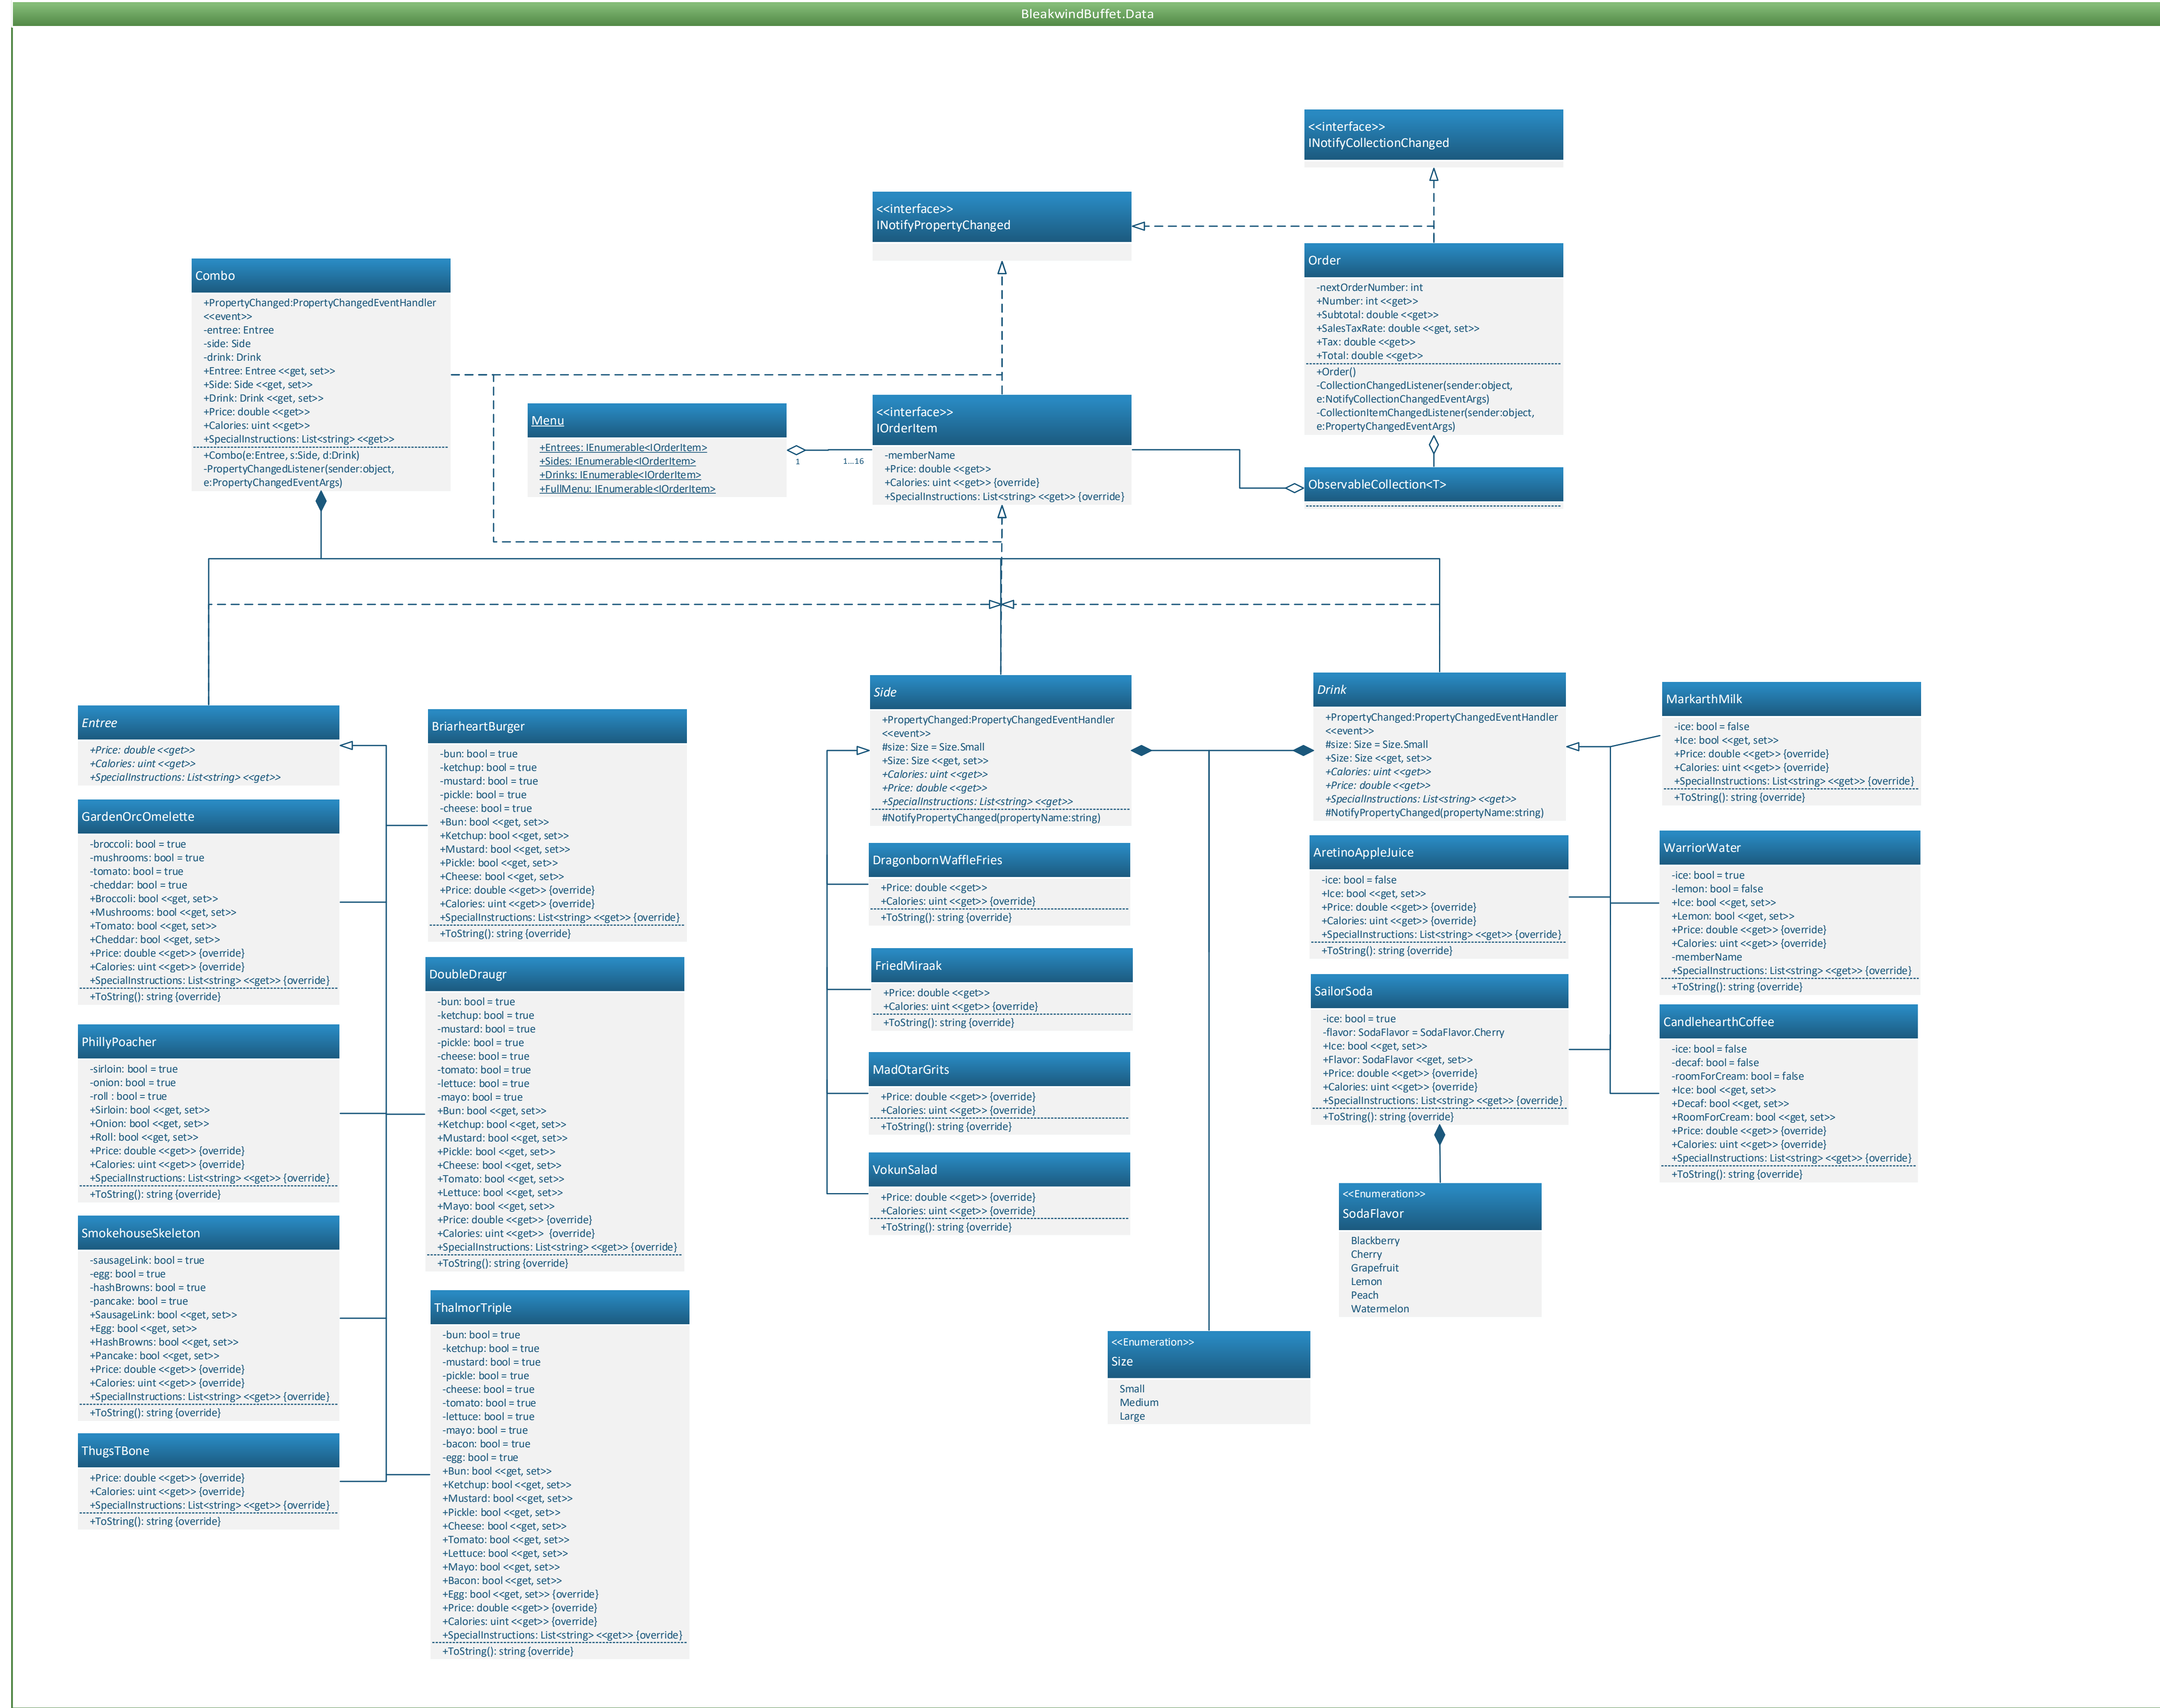 BleakwindBuffet.Data
<<interface>>
INotifyCollectionChanged
<<interface>>
INotifyPropertyChanged
Order
-nextOrderNumber: int
+Number: int <<get>>
+Subtotal: double <<get>>
+SalesTaxRate: double <<get, set>>
+Tax: double <<get>>
+Total: double <<get>>
+Order()
-CollectionChangedListener(sender:object,
e:NotifyCollectionChangedEventArgs)
-CollectionItemChangedListener(sender:object,
e:PropertyChangedEventArgs)
Combo
+PropertyChanged:PropertyChangedEventHandler
<<event>>
-entree: Entree
-side: Side
-drink: Drink
+Entree: Entree <<get, set>>
+Side: Side <<get, set>>
+Drink: Drink <<get, set>>
+Price: double <<get>>
+Calories: uint <<get>>
+SpecialInstructions: List<string> <<get>>
+Combo(e:Entree, s:Side, d:Drink)
-PropertyChangedListener(sender:object,
e:PropertyChangedEventArgs)
Menu
+Entrees: IEnumerable<IOrderItem>
+Sides: IEnumerable<IOrderItem>
+Drinks: IEnumerable<IOrderItem>
+FullMenu: IEnumerable<IOrderItem>
1
1...16
<<interface>>
IOrderItem
-memberName
+Price: double <<get>>
+Calories: uint <<get>> {override}
+SpecialInstructions: List<string> <<get>> {override}
ObservableCollection<T>
Entree
+Price: double <<get>>
+Calories: uint <<get>>
+SpecialInstructions: List<string> <<get>>
GardenOrcOmelette
-broccoli: bool = true
-mushrooms: bool = true
-tomato: bool = true
-cheddar: bool = true
+Broccoli: bool <<get, set>>
+Mushrooms: bool <<get, set>>
+Tomato: bool <<get, set>>
+Cheddar: bool <<get, set>>
+Price: double <<get>> {override}
+Calories: uint <<get>> {override}
+SpecialInstructions: List<string> <<get>> {override}
+ToString(): string {override}
PhillyPoacher
-sirloin: bool = true
-onion: bool = true
-roll : bool = true
+Sirloin: bool <<get, set>>
+Onion: bool <<get, set>>
+Roll: bool <<get, set>>
+Price: double <<get>> {override}
+Calories: uint <<get>> {override}
+SpecialInstructions: List<string> <<get>> {override}
+ToString(): string {override}
SmokehouseSkeleton
-sausageLink: bool = true
-egg: bool = true
-hashBrowns: bool = true
-pancake: bool = true
+SausageLink: bool <<get, set>>
+Egg: bool <<get, set>>
+HashBrowns: bool <<get, set>>
+Pancake: bool <<get, set>>
+Price: double <<get>> {override}
+Calories: uint <<get>> {override}
+SpecialInstructions: List<string> <<get>> {override}
+ToString(): string {override}
ThugsTBone
+Price: double <<get>> {override}
+Calories: uint <<get>> {override}
+SpecialInstructions: List<string> <<get>> {override}
+ToString(): string {override}
BriarheartBurger
-bun: bool = true
-ketchup: bool = true
-mustard: bool = true
-pickle: bool = true
-cheese: bool = true
+Bun: bool <<get, set>>
+Ketchup: bool <<get, set>>
+Mustard: bool <<get, set>>
+Pickle: bool <<get, set>>
+Cheese: bool <<get, set>>
+Price: double <<get>> {override}
+Calories: uint <<get>> {override}
+SpecialInstructions: List<string> <<get>> {override}
+ToString(): string {override}
DoubleDraugr
-bun: bool = true
-ketchup: bool = true
-mustard: bool = true
-pickle: bool = true
-cheese: bool = true
-tomato: bool = true
-lettuce: bool = true
-mayo: bool = true
+Bun: bool <<get, set>>
+Ketchup: bool <<get, set>>
+Mustard: bool <<get, set>>
+Pickle: bool <<get, set>>
+Cheese: bool <<get, set>>
+Tomato: bool <<get, set>>
+Lettuce: bool <<get, set>>
+Mayo: bool <<get, set>>
+Price: double <<get>> {override}
+Calories: uint <<get>> {override}
+SpecialInstructions: List<string> <<get>> {override}
+ToString(): string {override}
ThalmorTriple
-bun: bool = true
-ketchup: bool = true
-mustard: bool = true
-pickle: bool = true
-cheese: bool = true
-tomato: bool = true
-lettuce: bool = true
-mayo: bool = true
-bacon: bool = true
-egg: bool = true
+Bun: bool <<get, set>>
+Ketchup: bool <<get, set>>
+Mustard: bool <<get, set>>
+Pickle: bool <<get, set>>
+Cheese: bool <<get, set>>
+Tomato: bool <<get, set>>
+Lettuce: bool <<get, set>>
+Mayo: bool <<get, set>>
+Bacon: bool <<get, set>>
+Egg: bool <<get, set>> {override}
+Price: double <<get>> {override}
+Calories: uint <<get>> {override}
+SpecialInstructions: List<string> <<get>> {override}
+ToString(): string {override}
Side
+PropertyChanged:PropertyChangedEventHandler
<<event>>
#size: Size = Size.Small
+Size: Size <<get, set>>
+Calories: uint <<get>>
+Price: double <<get>>
+SpecialInstructions: List<string> <<get>>
#NotifyPropertyChanged(propertyName:string)
DragonbornWaffleFries
+Price: double <<get>>
+Calories: uint <<get>> {override}
+ToString(): string {override}
FriedMiraak
+Price: double <<get>>
+Calories: uint <<get>> {override}
+ToString(): string {override}
MadOtarGrits
+Price: double <<get>> {override}
+Calories: uint <<get>> {override}
+ToString(): string {override}
VokunSalad
+Price: double <<get>> {override}
+Calories: uint <<get>> {override}
+ToString(): string {override}
<<Enumeration>>
Size
Small
Medium
Large
Drink
+PropertyChanged:PropertyChangedEventHandler
<<event>>
#size: Size = Size.Small
+Size: Size <<get, set>>
+Calories: uint <<get>>
+Price: double <<get>>
+SpecialInstructions: List<string> <<get>>
#NotifyPropertyChanged(propertyName:string)
AretinoAppleJuice
-ice: bool = false
+Ice: bool <<get, set>>
+Price: double <<get>> {override}
+Calories: uint <<get>> {override}
+SpecialInstructions: List<string> <<get>> {override}
+ToString(): string {override}
SailorSoda
-ice: bool = true
-flavor: SodaFlavor = SodaFlavor.Cherry
+Ice: bool <<get, set>>
+Flavor: SodaFlavor <<get, set>>
+Price: double <<get>> {override}
+Calories: uint <<get>> {override}
+SpecialInstructions: List<string> <<get>> {override}
+ToString(): string {override}
<<Enumeration>>
SodaFlavor
Blackberry
Cherry
Grapefruit
Lemon
Peach
Watermelon
MarkarthMilk
-ice: bool = false
+Ice: bool <<get, set>>
+Price: double <<get>> {override}
+Calories: uint <<get>> {override}
+SpecialInstructions: List<string> <<get>> {override}
+ToString(): string {override}
WarriorWater
-ice: bool = true
-lemon: bool = false
+Ice: bool <<get, set>>
+Lemon: bool <<get, set>>
+Price: double <<get>> {override}
+Calories: uint <<get>> {override}
-memberName
+SpecialInstructions: List<string> <<get>> {override}
+ToString(): string {override}
CandlehearthCoffee
-ice: bool = false
-decaf: bool = false
-roomForCream: bool = false
+Ice: bool <<get, set>>
+Decaf: bool <<get, set>>
+RoomForCream: bool <<get, set>>
+Price: double <<get>> {override}
+Calories: uint <<get>> {override}
+SpecialInstructions: List<string> <<get>> {override}
+ToString(): string {override}